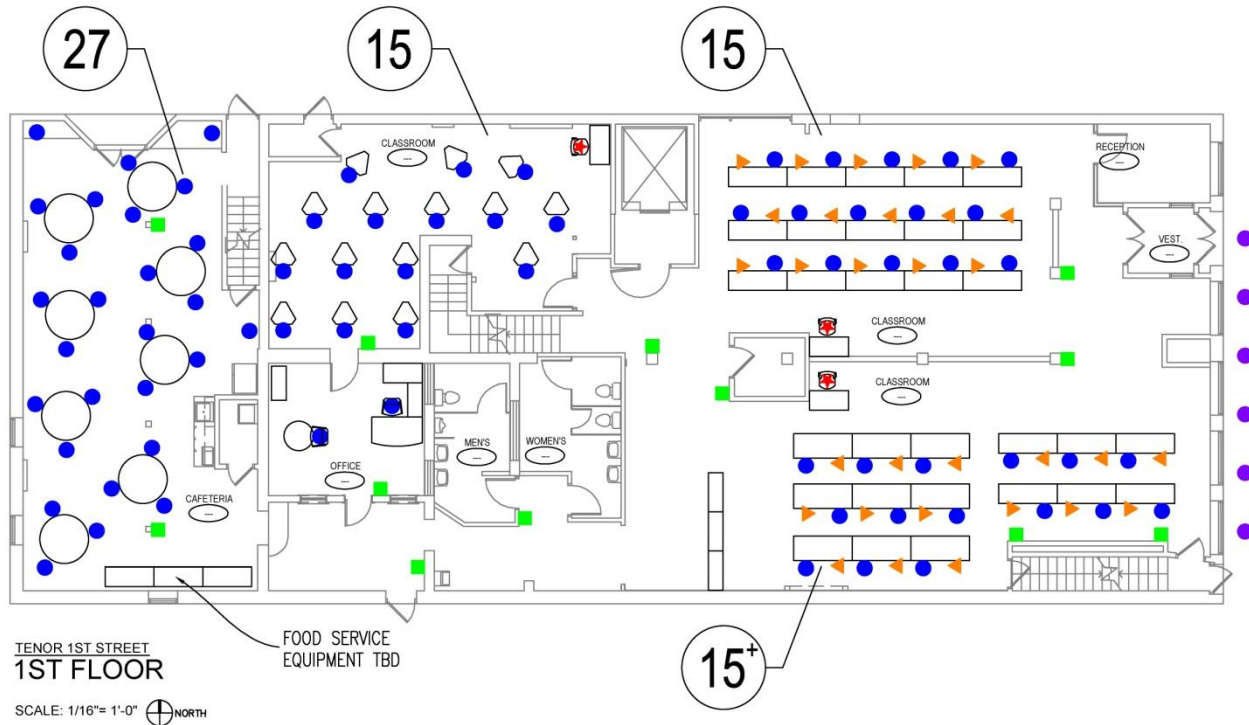 27
15
15
CLASSROOM
---
RECEPTION
---
VEST.
---
CLASSROOM
---
CLASSROOM
---
MEN'S
---
WOMEN'S
---
OFFICE
---
CAFETERIA
---
15+
FOOD SERVICE
EQUIPMENT TBD
TENOR 1ST STREET
1ST FLOOR
SCALE: 1/16"= 1'-0" NORTH